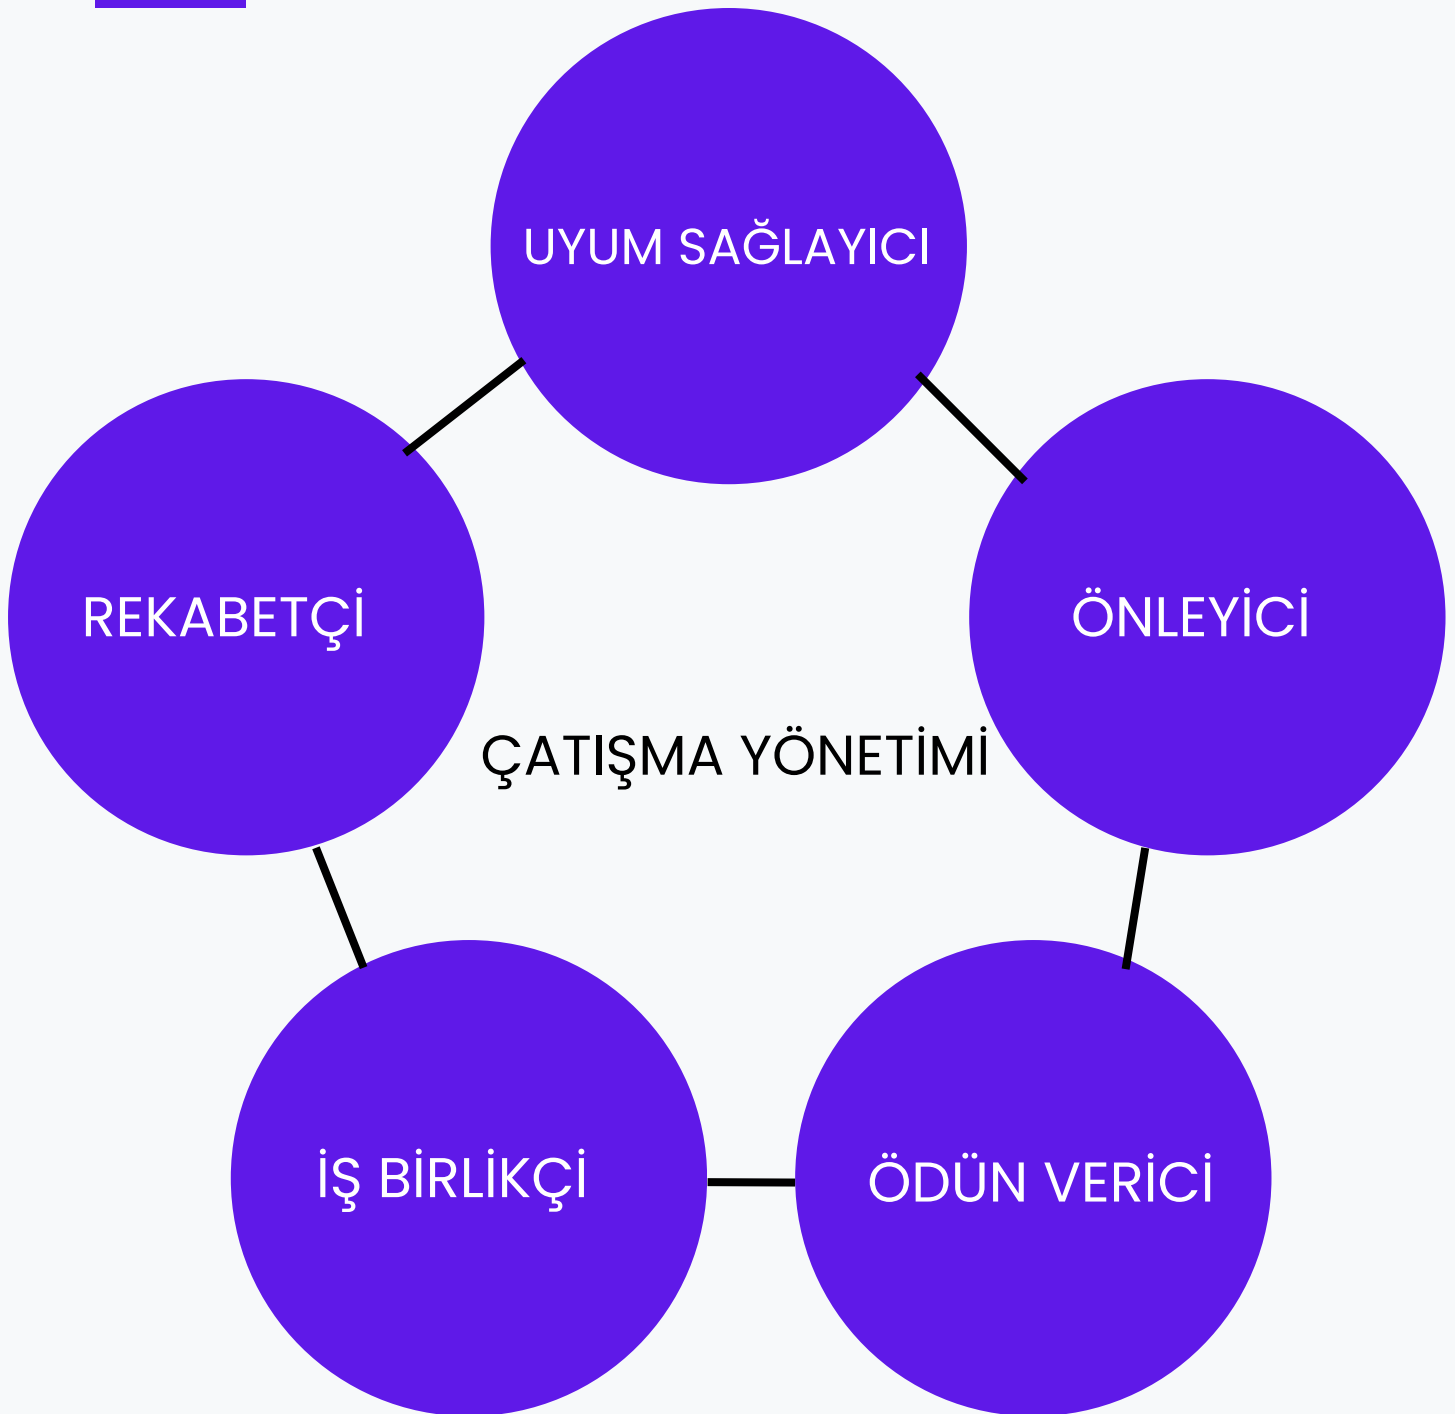 UYUM SAĞLAYICI
REKABETÇİ
ÖNLEYİCİ
ÇATIŞMA YÖNETİMİ
İŞ BİRLİKÇİ
ÖDÜN VERİCİ